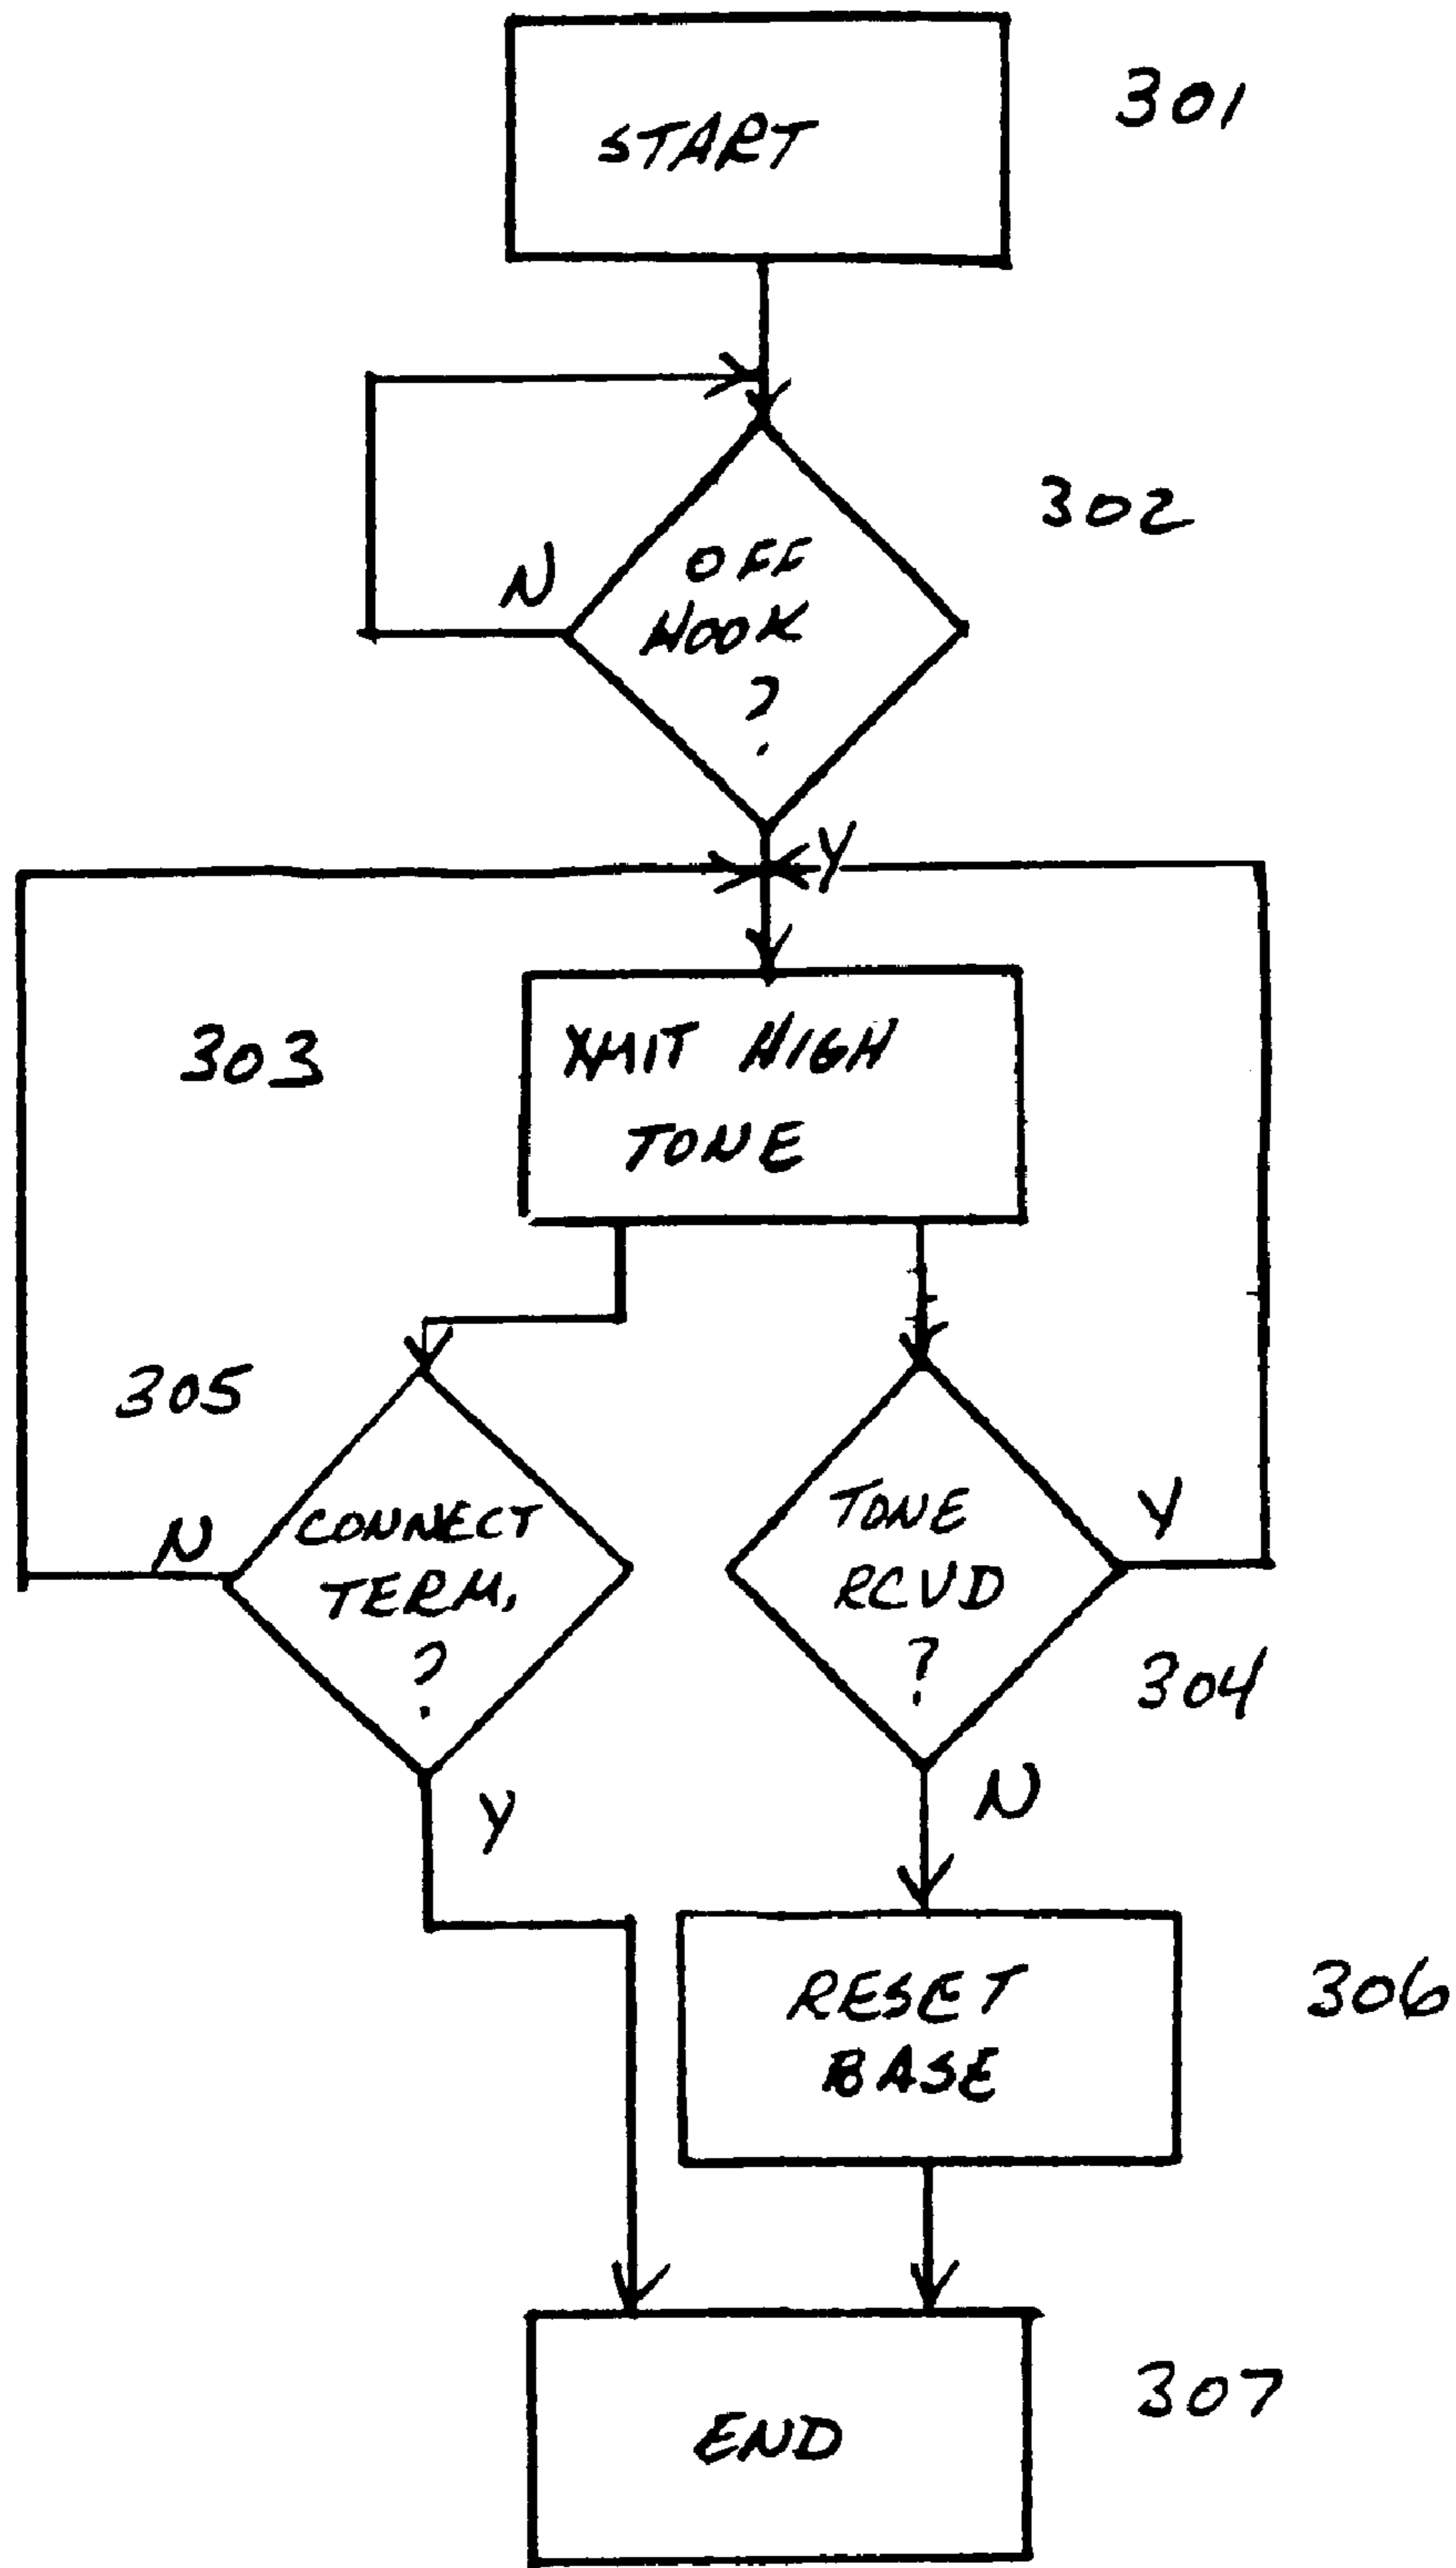 START
301
302
OFF
HOOK
?
N
Y
303
XMIT HIGH
TONE
305
CONNECT
TERM.
?
N
Y
TONE
RCVD
?
Y
304
N
RESET
BASE
306
END
307